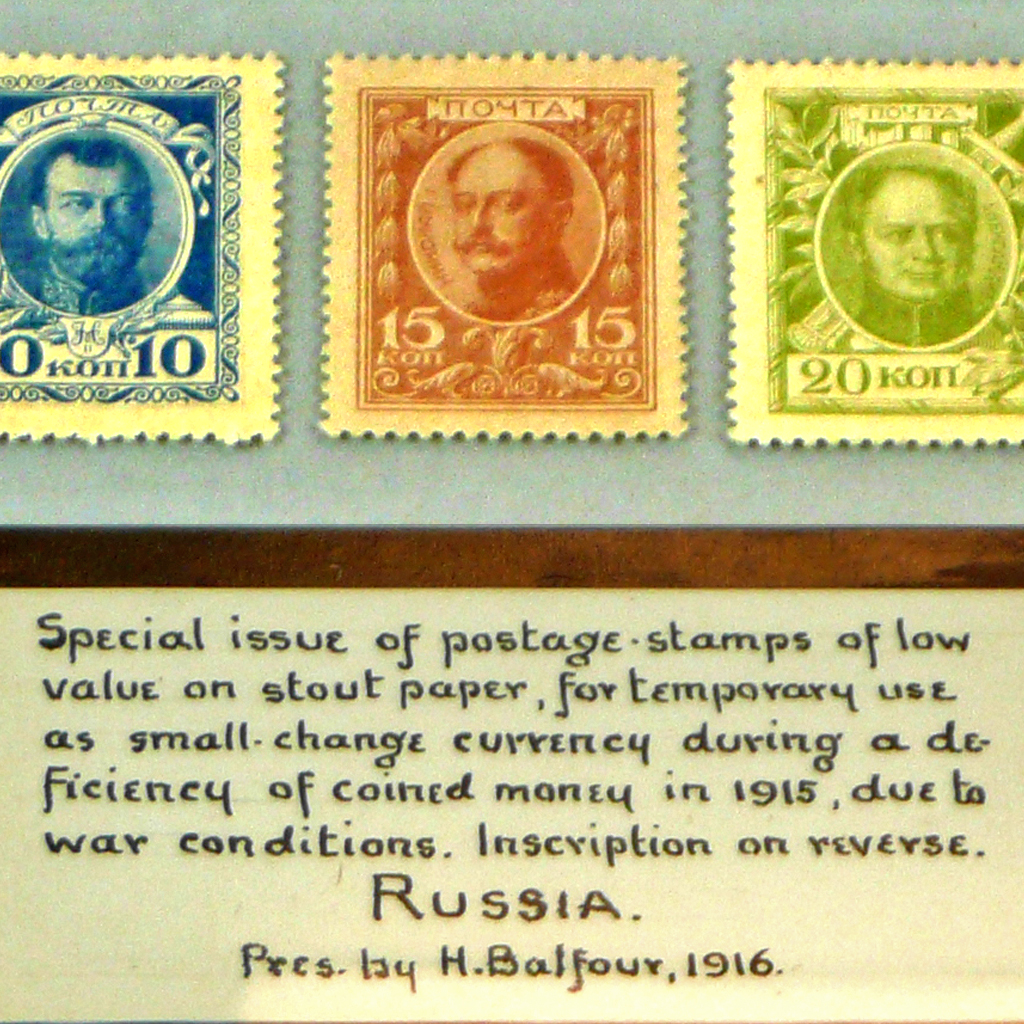 ПОЧТА
0 КОП 10
ПОЧТА
15 15
КОП КОП
ПОЧТА
20 КОП
Special issue of postage-stamps of low
value on stout paper, for temporary use
as small-change currency during a de-
ficiency of coined money in 1915, due to
war conditions. Inscription on reverse.
RUSSIA.
Pres. by H. Balfour, 1916.